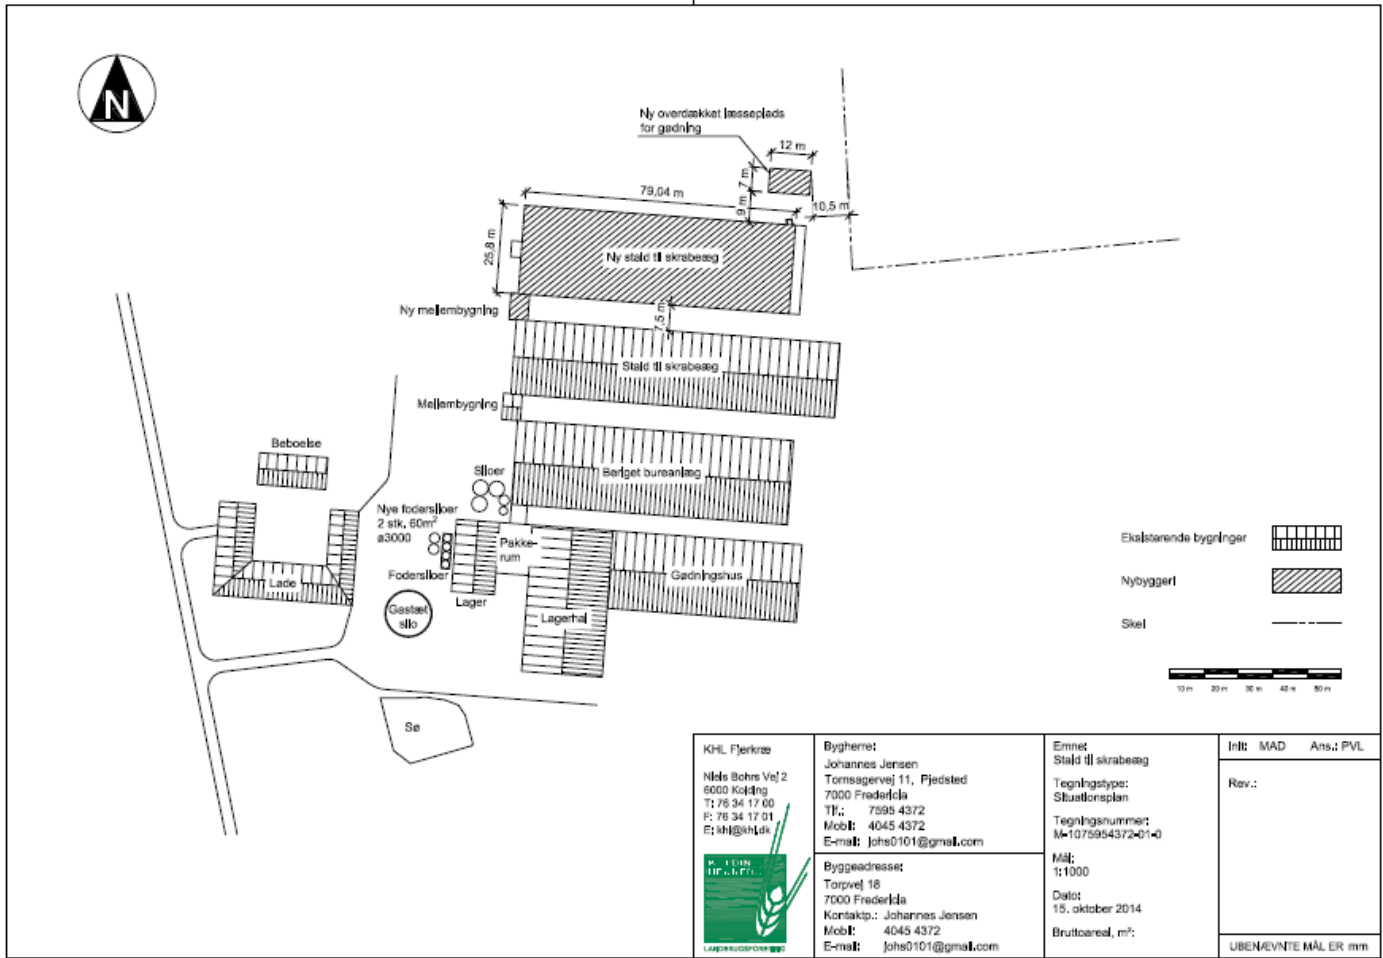 N
Ny overdækket læsseplads
for gødning
12 m
7 m
79,04 m
9 m
10,5 m
25,8 m
Ny stald til skrabeæg
Ny mellembygning
7,5 m
Stald til skrabeæg
Mellembygning
Beboelse
Siloer
Beriget bureanlæg
Nye fodersiloer
2 stk. 60m²
ø3000
Pakke-
rum
Eksisterende bygninger
Lade
Fodersiloer
Gødningshus
Nybyggeri
Lager
Gastæt
silo
Lagerhal
Skel
10 m 20 m 30 m 40 m 50 m
Sø
KHL Fjerkræ
Niels Bohrs Vej 2
6000 Kolding
T: 76 34 17 00
F: 76 34 17 01
E: khl@khl.dk
LANDBRUGSFORENING
Bygherre:
Johannes Jensen
Tornsagervej 11, Pjedsted
7000 Fredericia
Tlf.: 7595 4372
Mobil: 4045 4372
E-mail: johs0101@gmail.com
Byggeadresse:
Torpvej 18
7000 Fredericia
Kontaktp.: Johannes Jensen
Mobil: 4045 4372
E-mail: johs0101@gmail.com
Emne:
Stald til skrabeæg
Tegningstype:
Situationsplan
Tegningsnummer:
M-1075954372-01-0
Mål:
1:1000
Dato:
15. oktober 2014
Bruttoareal, m²:
Init: MAD Ans.: PVL
Rev.:
UBENÆVNTE MÅL ER mm